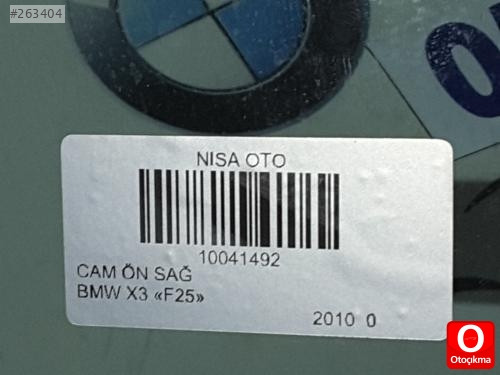 #263404
NISA OTO
10041492
CAM ÖN SAĞ
BMW X3 «F25»
2010 0
O
Otoçıkma